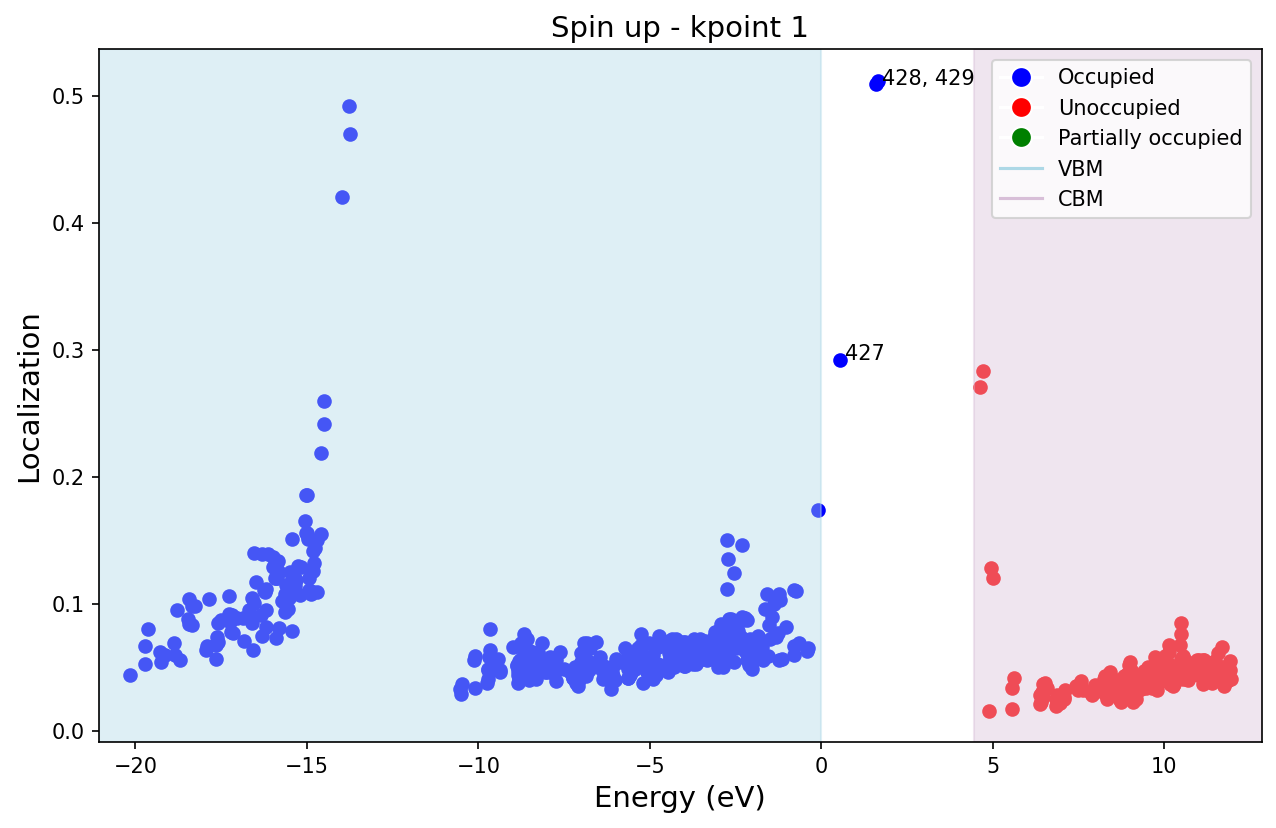 Spin up - kpoint 1
Localization
0.5
0.4
0.3
0.2
0.1
0.0
428, 429
427
Occupied
Unoccupied
Partially occupied
VBM
CBM
−20
−15
−10
−5
0
5
10
Energy (eV)